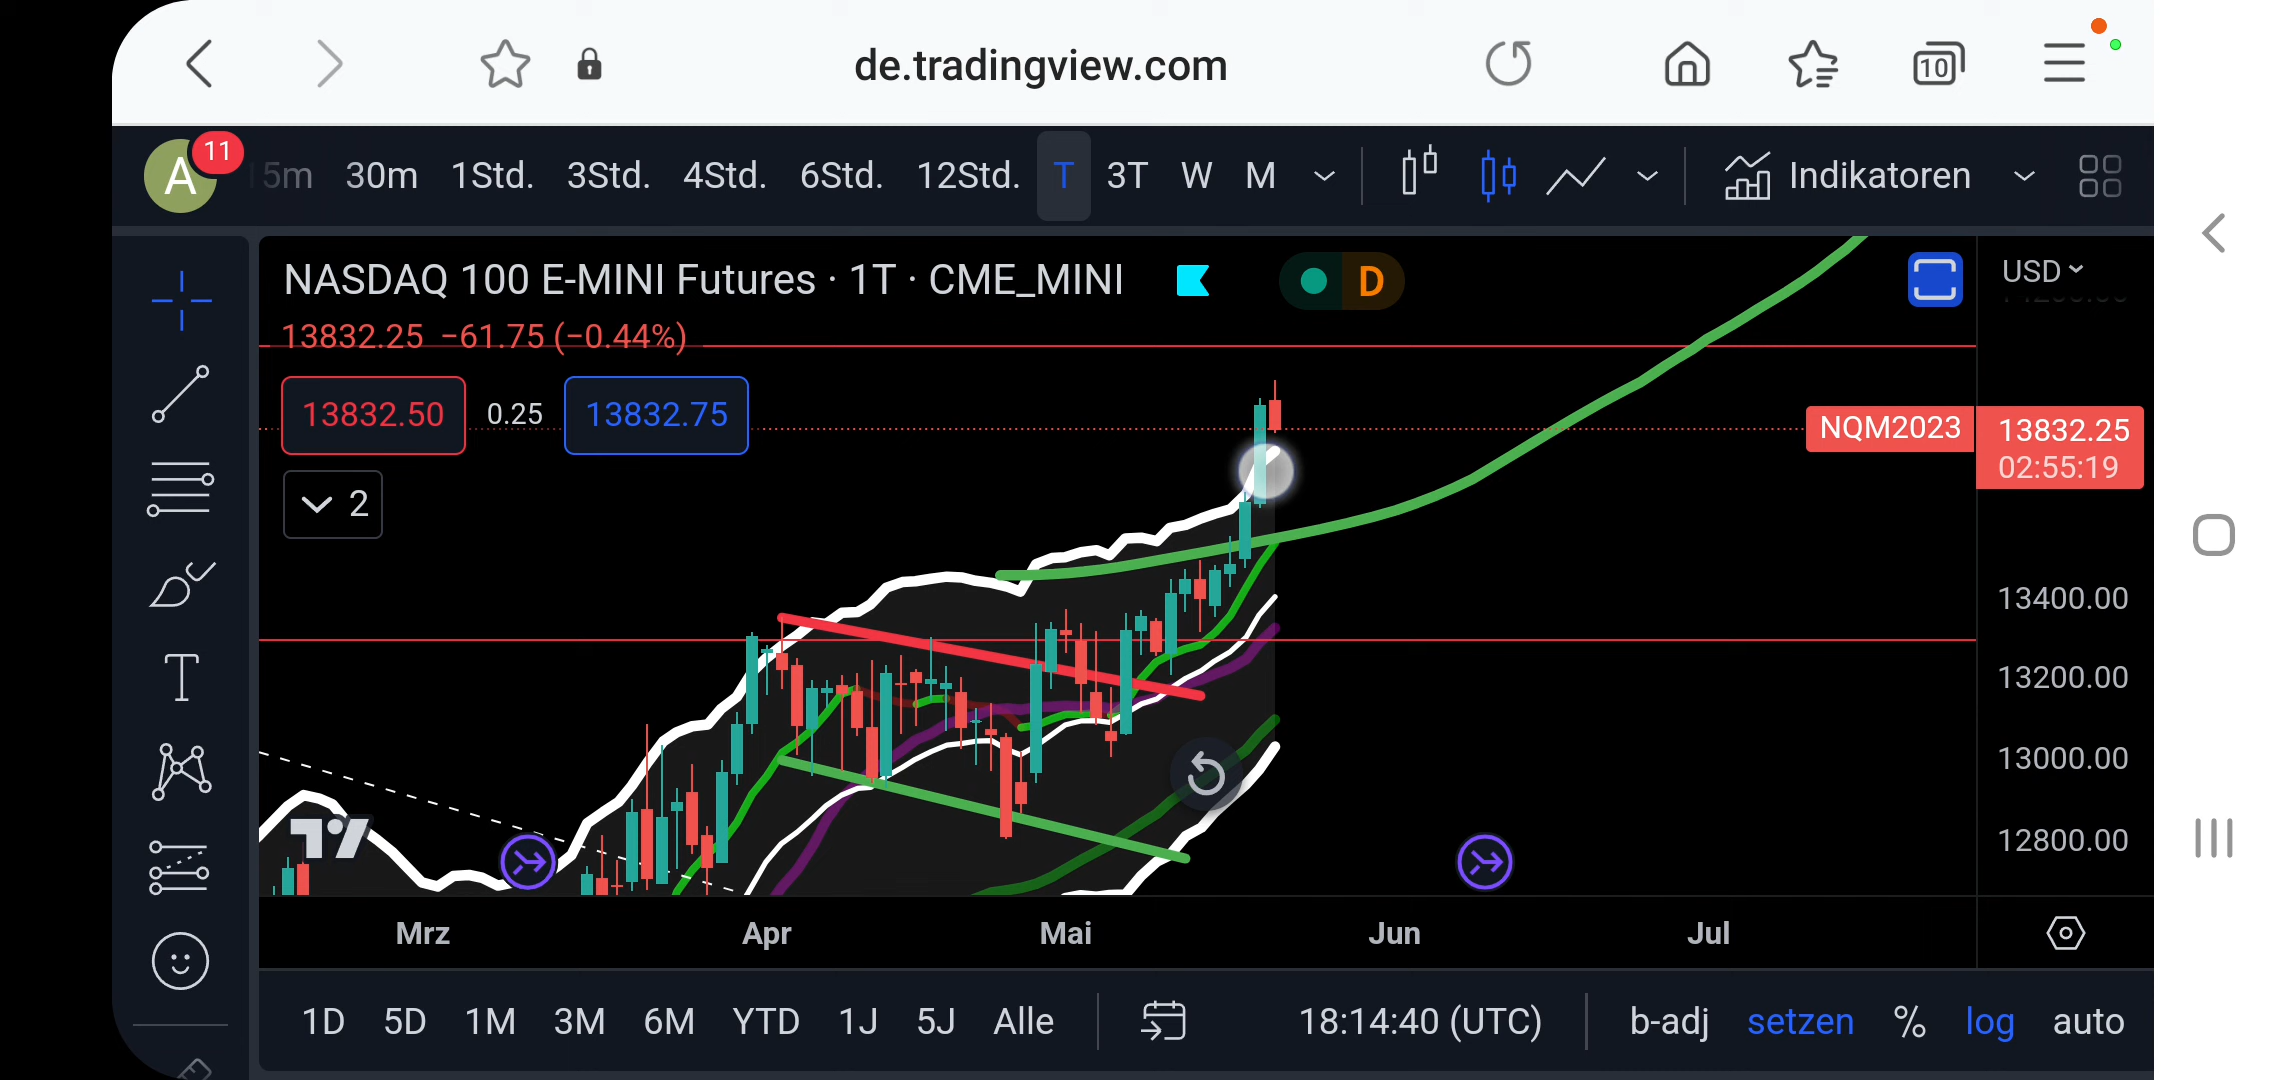 de.tradingview.com
10
A 11 5m 30m 1Std. 3Std. 4Std. 6Std. 12Std. T 3T W M Indikatoren
NASDAQ 100 E-MINI Futures · 1T · CME_MINI D USD
13832.25 −61.75 (−0.44%)
13832.50 0.25 13832.75
NQM2023 13832.25
02:55:19
2
13400.00
13200.00
13000.00
12800.00
Mrz Apr Mai Jun Jul
1D 5D 1M 3M 6M YTD 1J 5J Alle 18:14:40 (UTC) b-adj setzen % log auto